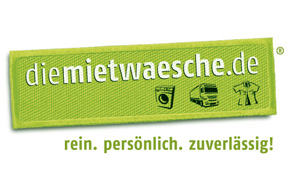 diemietwaesche.de®
rein. persönlich. zuverlässig!